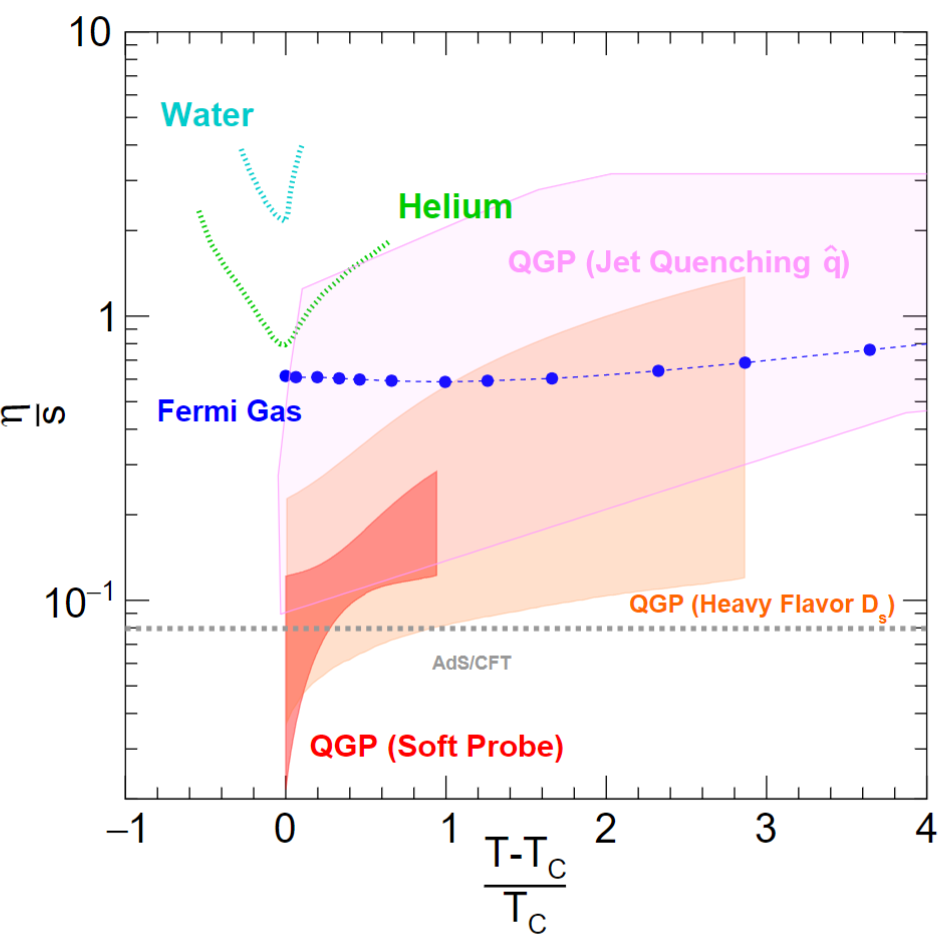 10
Water
Helium
QGP (Jet Quenching q̂)
1
η
s
Fermi Gas
10⁻¹
QGP (Heavy Flavor Dₛ)
AdS/CFT
QGP (Soft Probe)
−1 0 1 2 3 4
T-T_C
T_C